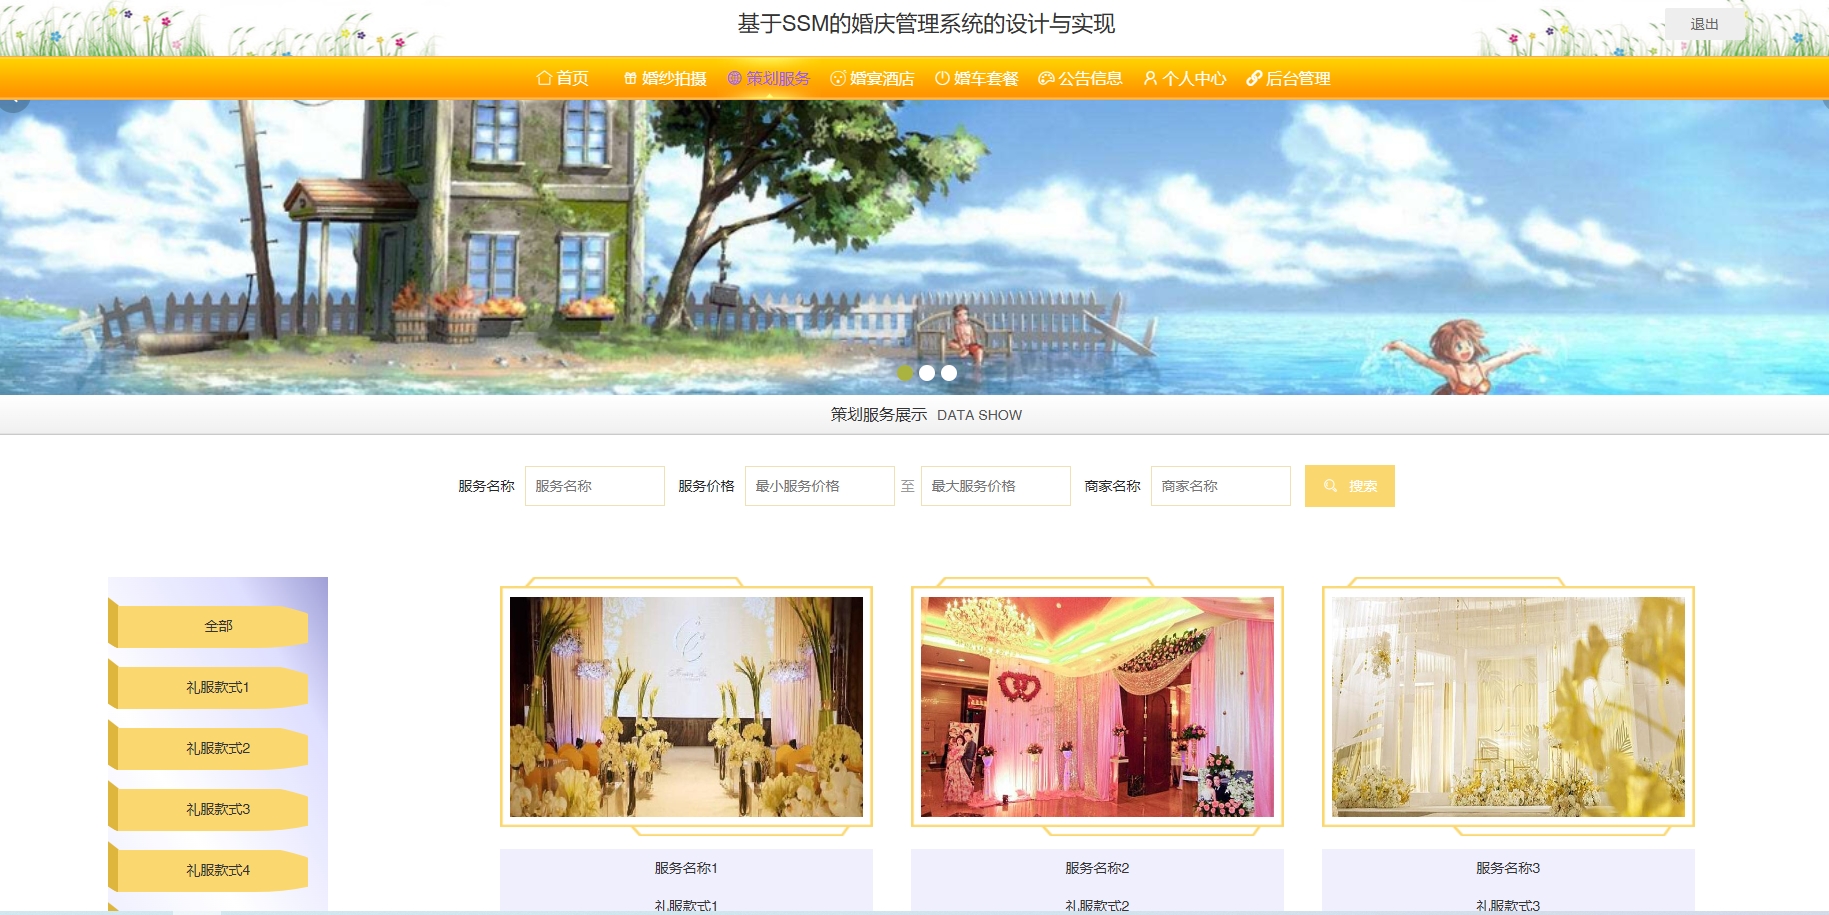 基于SSM的婚庆管理系统的设计与实现
退出
首页 婚纱拍摄 策划服务 婚宴酒店 婚车套餐 公告信息 个人中心 后台管理
策划服务展示 DATA SHOW
服务名称 服务名称 服务价格 最小服务价格 至 最大服务价格 商家名称 商家名称 搜索
全部
礼服款式1
礼服款式2
礼服款式3
礼服款式4
服务名称1 服务名称2 服务名称3
礼服款式1 礼服款式2 礼服款式3